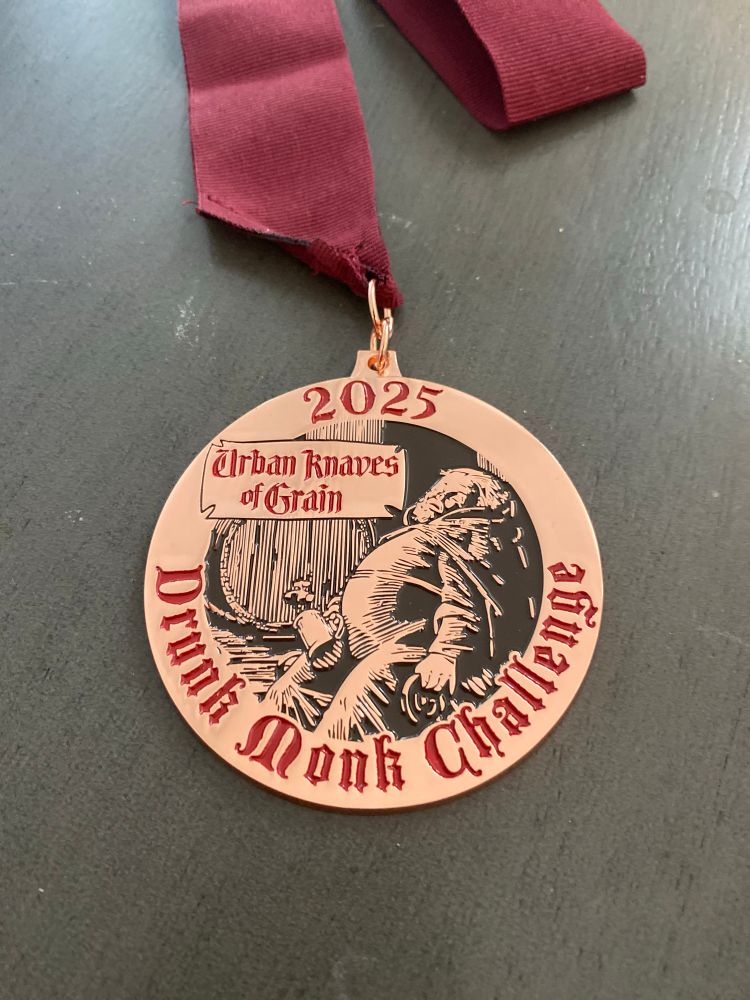 2025
Urban Knaves
of Grain
Drunk Monk Challenge